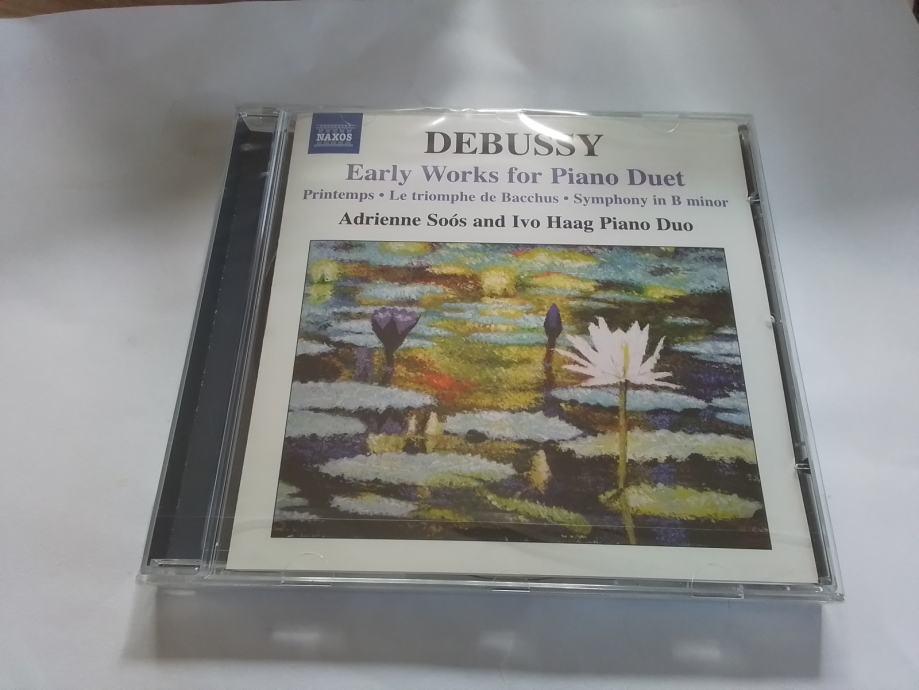 NAXOS
DEBUSSY
Early Works for Piano Duet
Printemps • Le triomphe de Bacchus • Symphony in B minor
Adrienne Soós and Ivo Haag Piano Duo